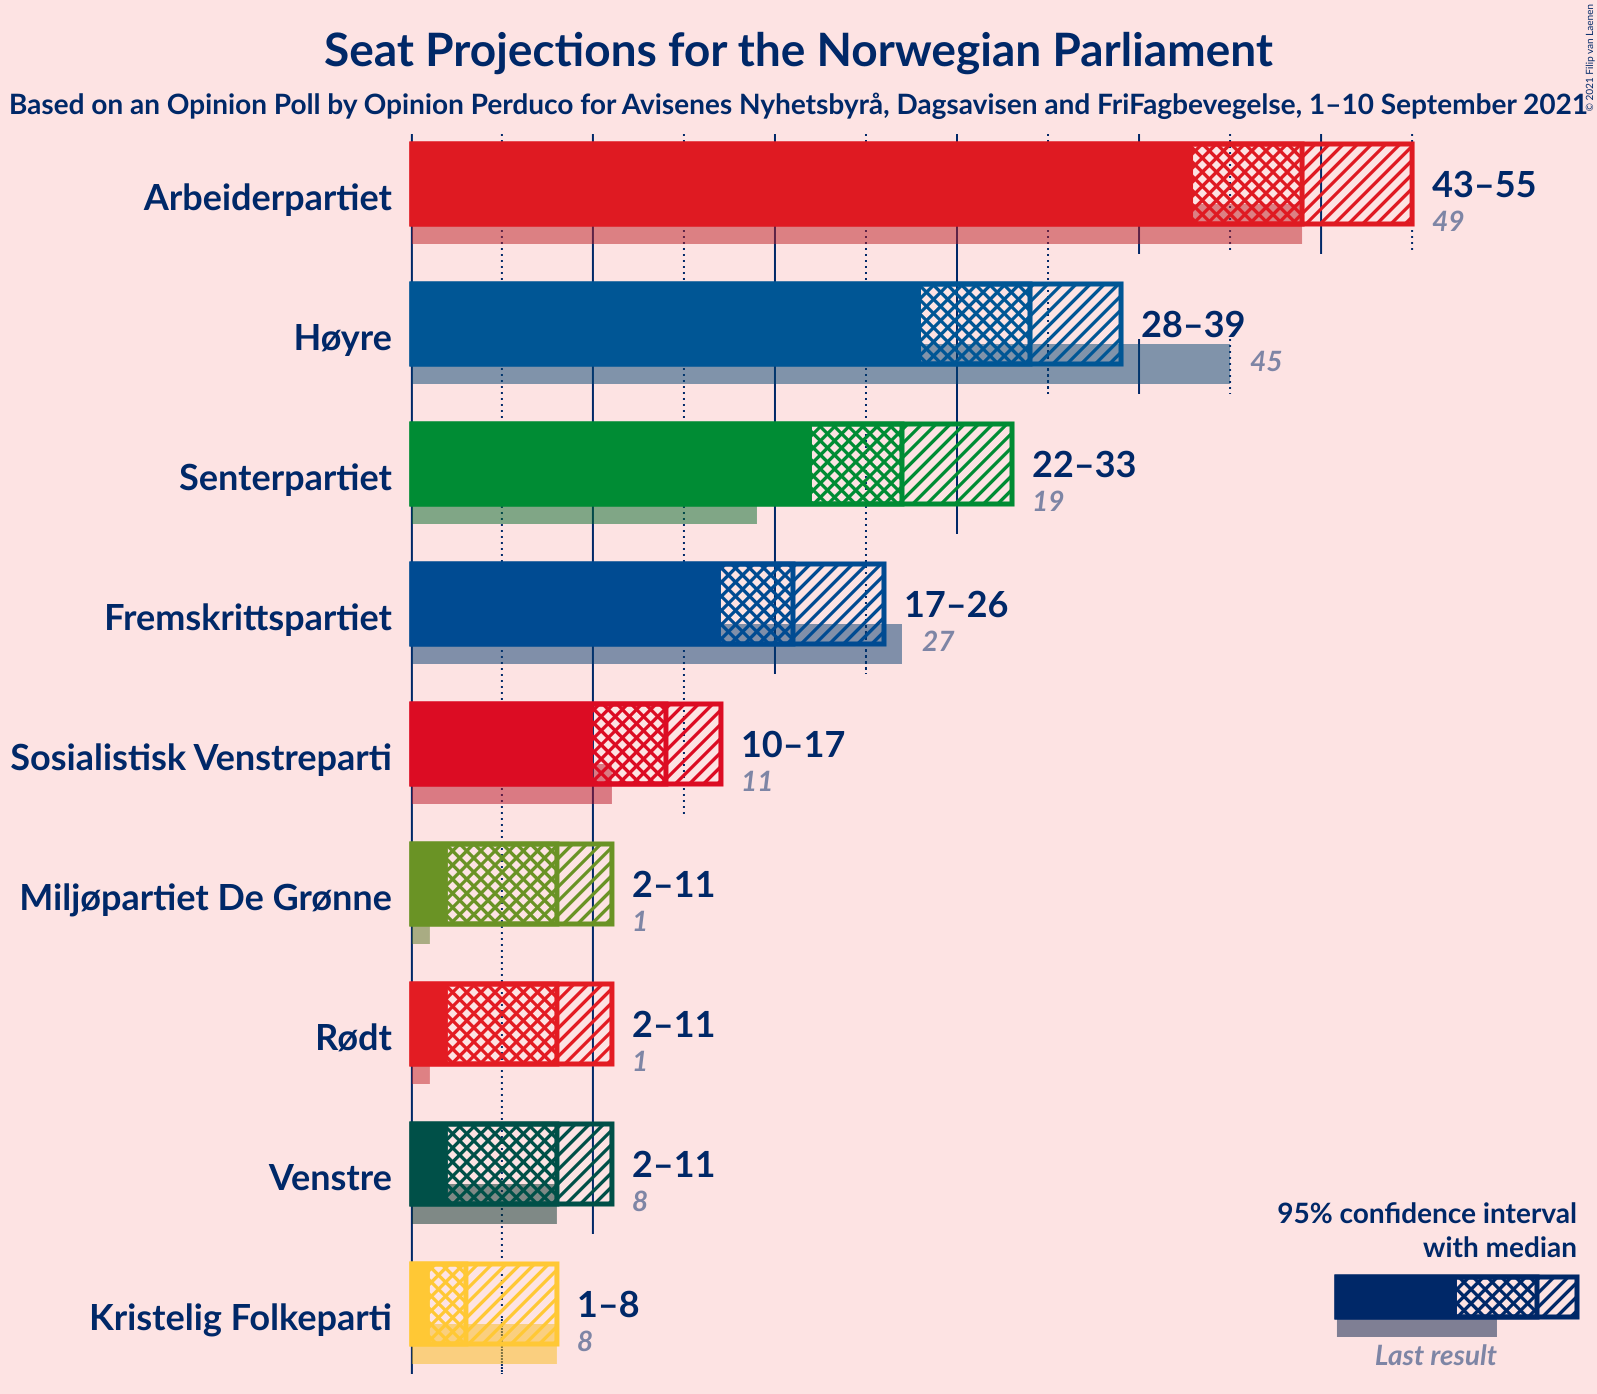 Seat Projections for the Norwegian Parliament
Based on an Opinion Poll by Opinion Perduco for Avisenes Nyhetsbyrå, Dagsavisen and FriFagbevegelse, 1–10 September 2021
© 2021 Filip van Laenen
Arbeiderpartiet
43–55
49
Høyre
28–39
45
Senterpartiet
22–33
19
Fremskrittspartiet
17–26
27
Sosialistisk Venstreparti
10–17
11
Miljøpartiet De Grønne
2–11
1
Rødt
2–11
1
Venstre
2–11
8
Kristelig Folkeparti
1–8
8
95% confidence interval
with median
Last result